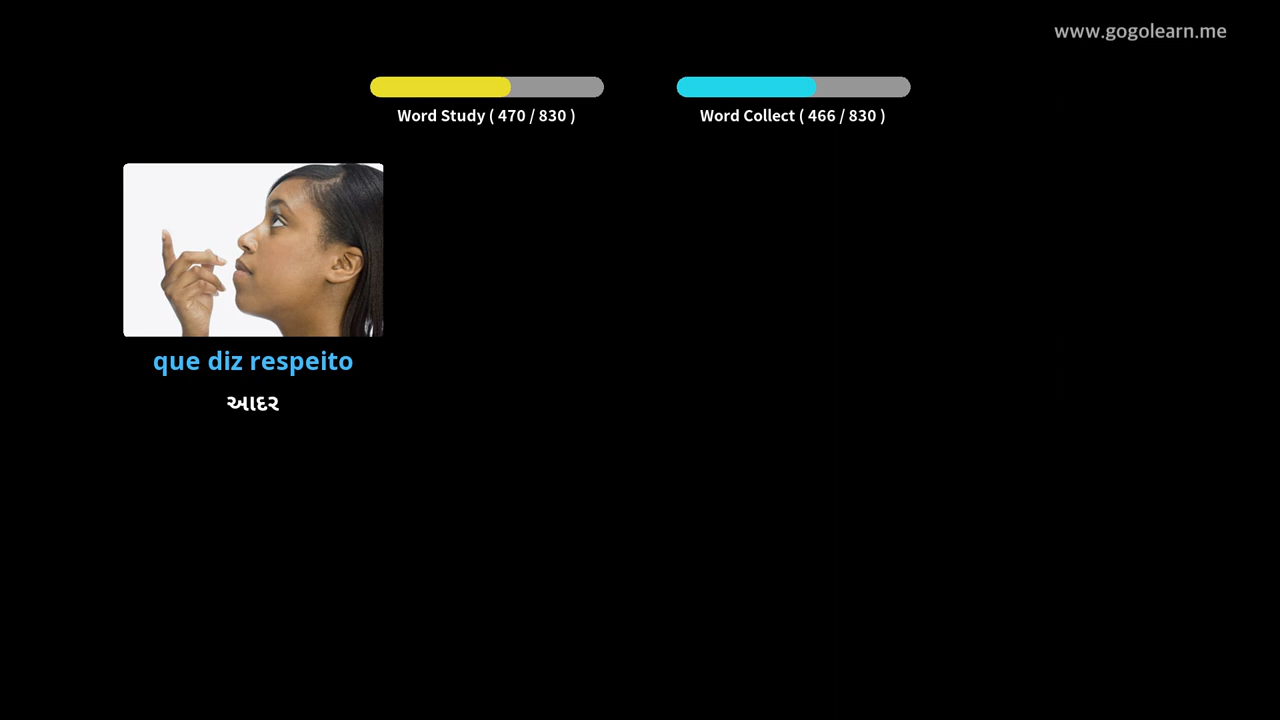 www.gogolearn.me
Word Study ( 470 / 830 )
Word Collect ( 466 / 830 )
que diz respeito
આદર